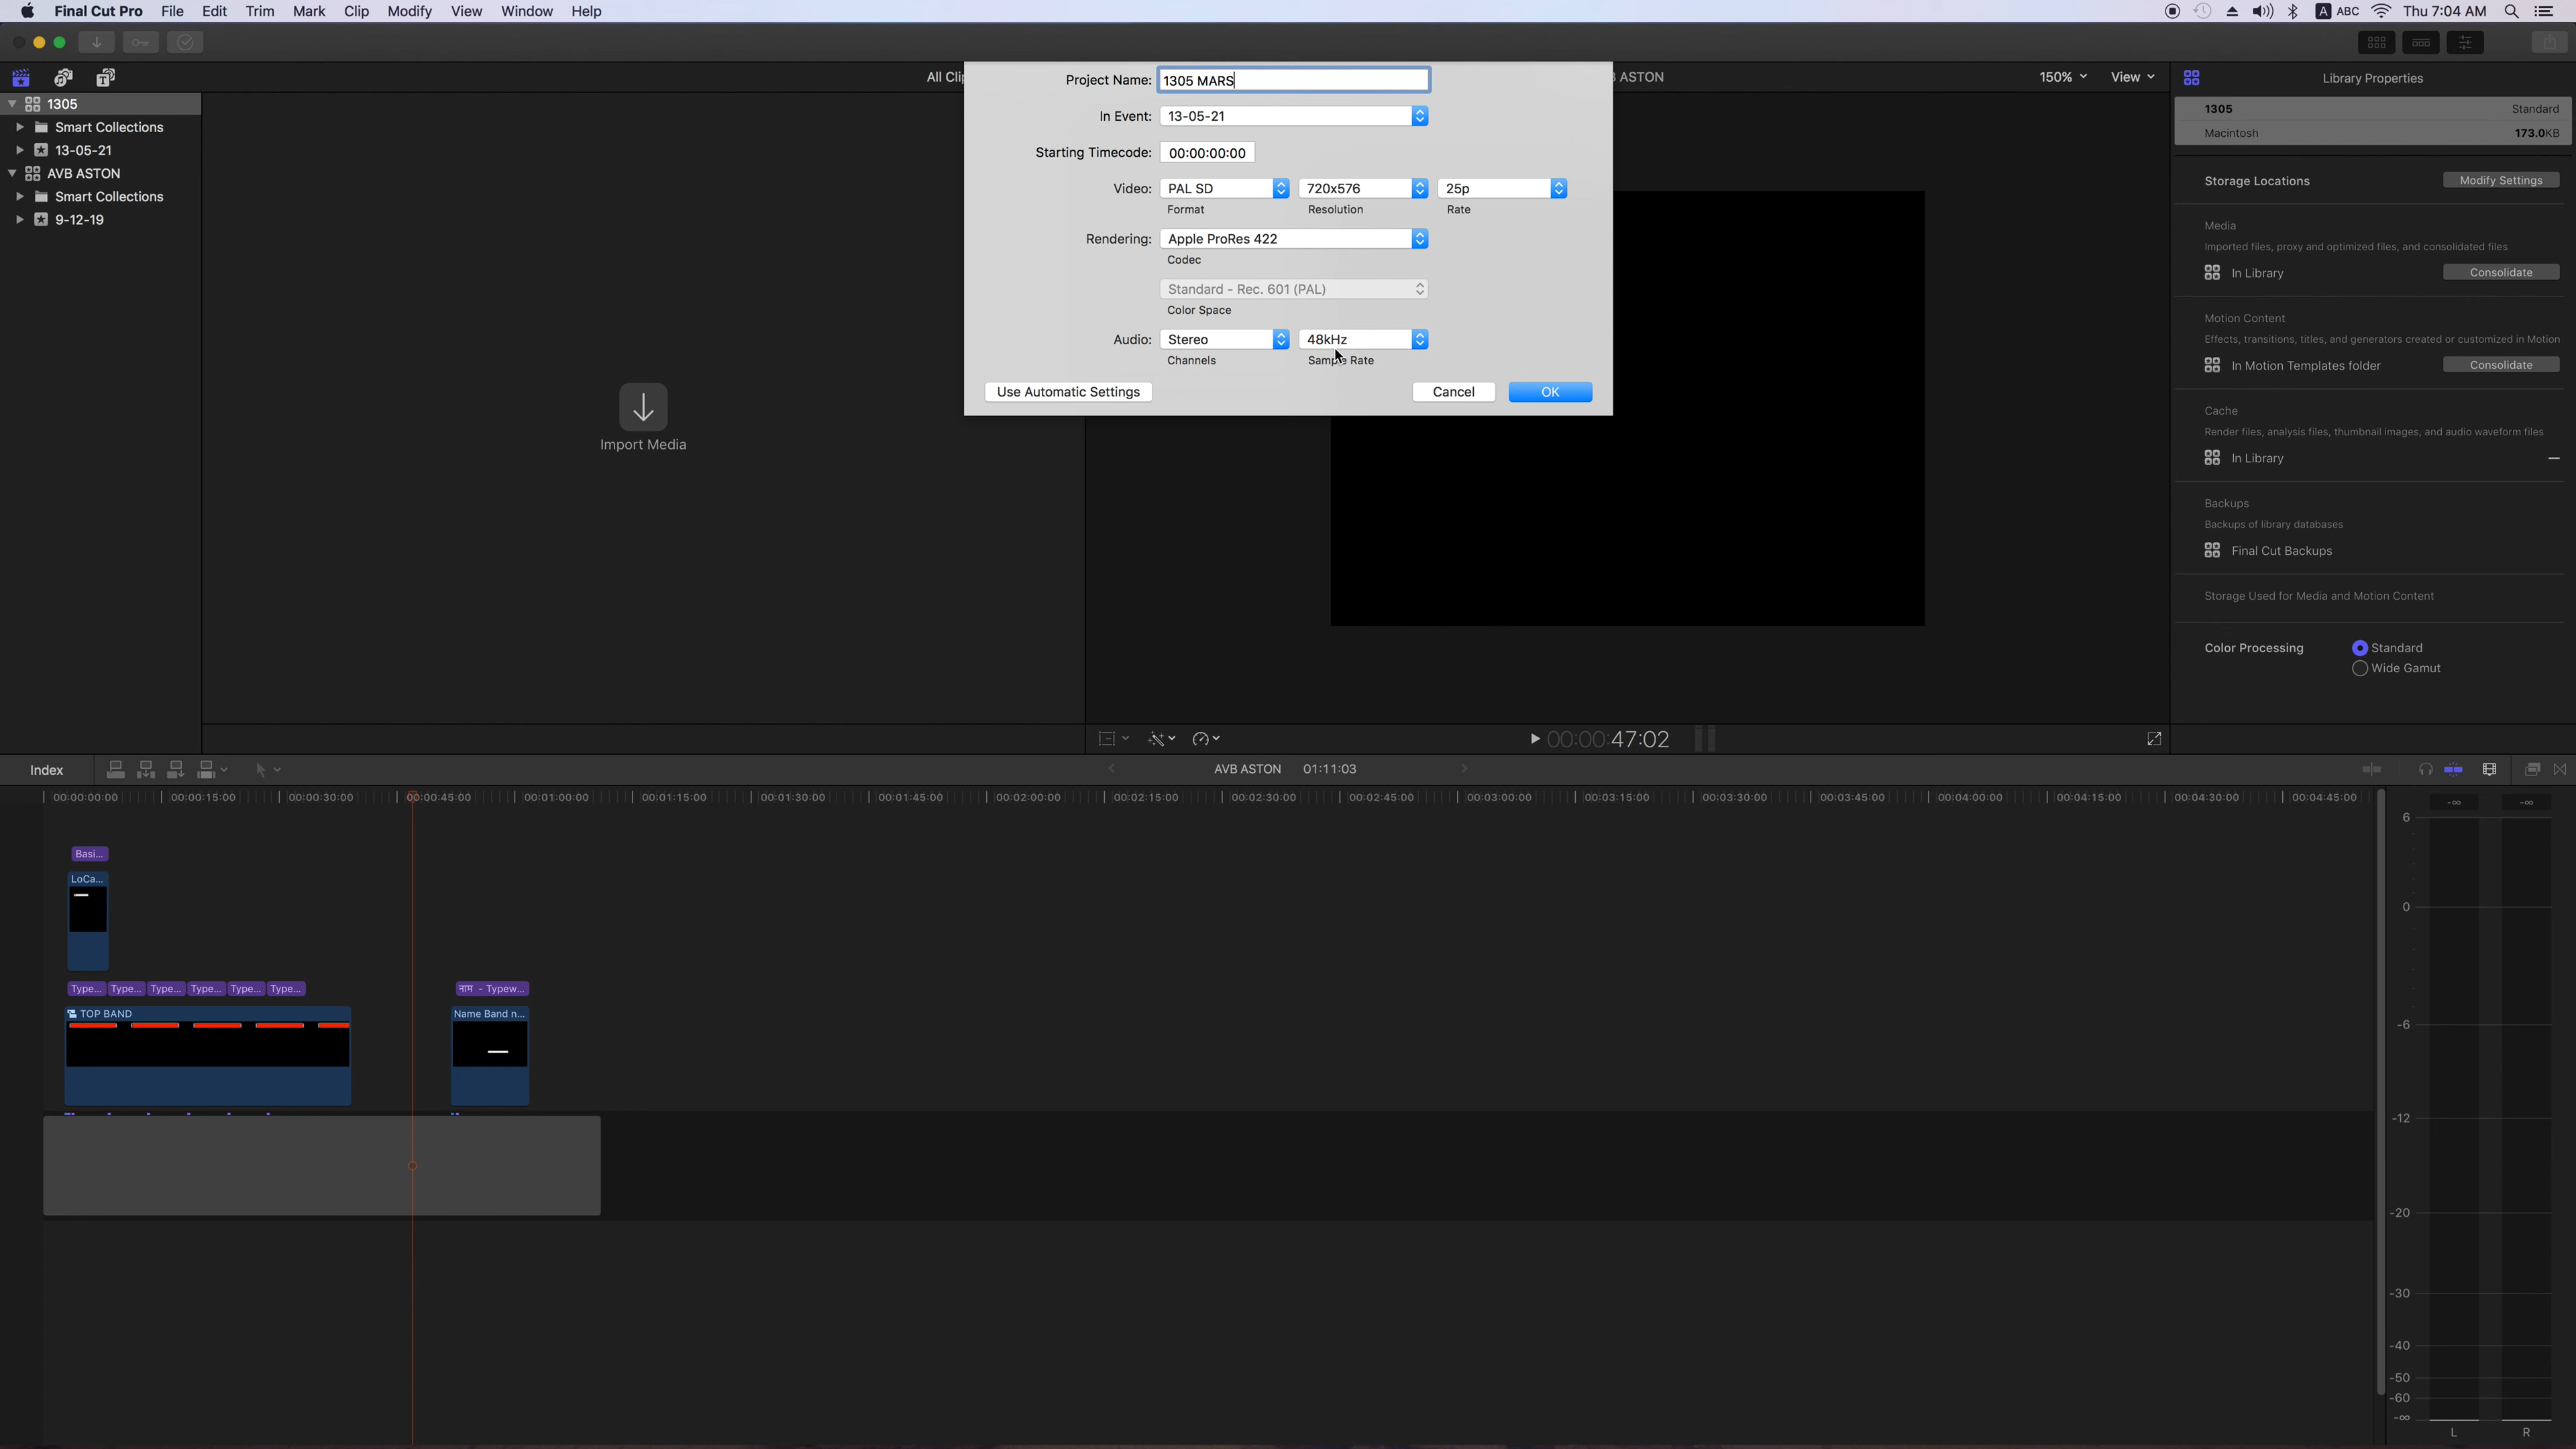 Final Cut Pro File Edit Trim Mark Clip Modify View Window Help A ABC Thu 7:04 AM
All Clip
B ASTON
150% View
Library Properties
1305
Smart Collections
13-05-21
AVB ASTON
Smart Collections
9-12-19
Import Media
Project Name: 1305 MARS
In Event: 13-05-21
Starting Timecode: 00:00:00:00
Video: PAL SD 720x576 25p
Format Resolution Rate
Rendering: Apple ProRes 422
Codec
Standard - Rec. 601 (PAL)
Color Space
Audio: Stereo 48kHz
Channels Sample Rate
Use Automatic Settings Cancel OK
1305 Standard
Macintosh 173.0KB
Storage Locations Modify Settings
Media
Imported files, proxy and optimized files, and consolidated files
In Library Consolidate
Motion Content
Effects, transitions, titles, and generators created or customized in Motion
In Motion Templates folder Consolidate
Cache
Render files, analysis files, thumbnail images, and audio waveform files
In Library
Backups
Backups of library databases
Final Cut Backups
Storage Used for Media and Motion Content
Color Processing Standard
Wide Gamut
00:00:00:47:02
Index
AVB ASTON 01:11:03
00:00:00:00 00:00:15:00 00:00:30:00 00:00:45:00 00:01:00:00 00:01:15:00 00:01:30:00 00:01:45:00 00:02:00:00 00:02:15:00 00:02:30:00 00:02:45:00 00:03:00:00 00:03:15:00 00:03:30:00 00:03:45:00 00:04:00:00 00:04:15:00 00:04:30:00 00:04:45:00
Basi...
LoCa...
Type... Type... Type... Type... Type... Type...
नाम - Typew...
TOP BAND
Name Band n...
-∞ -∞
6
0
-6
-12
-20
-30
-40
-50
-60
-∞
L R